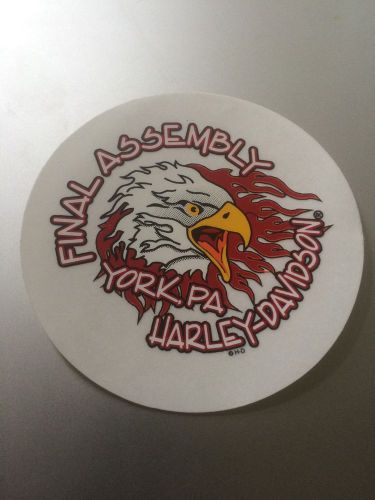 FINAL ASSEMBLY
YORK PA
HARLEY-DAVIDSON®
©H-D